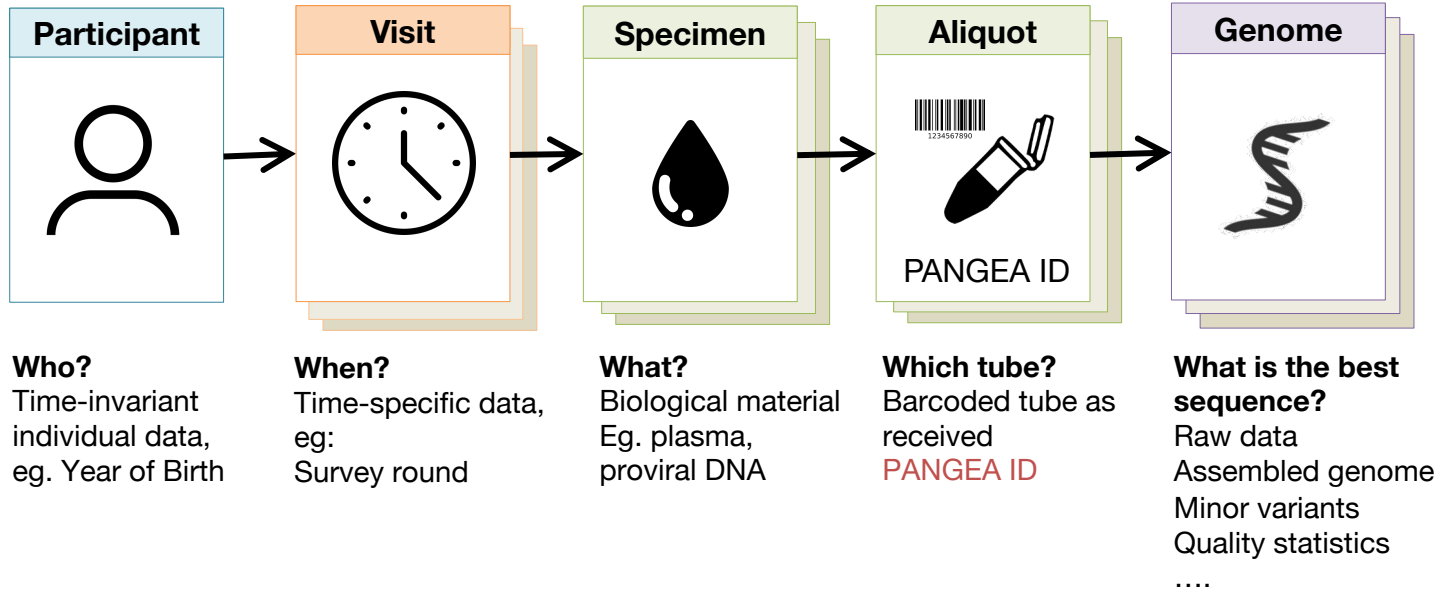 Participant
Visit
Specimen
Aliquot
Genome
1234567890
PANGEA ID
Who?
Time-invariant
individual data,
eg. Year of Birth
When?
Time-specific data,
eg:
Survey round
What?
Biological material
Eg. plasma,
proviral DNA
Which tube?
Barcoded tube as
received
PANGEA ID
What is the best
sequence?
Raw data
Assembled genome
Minor variants
Quality statistics
....